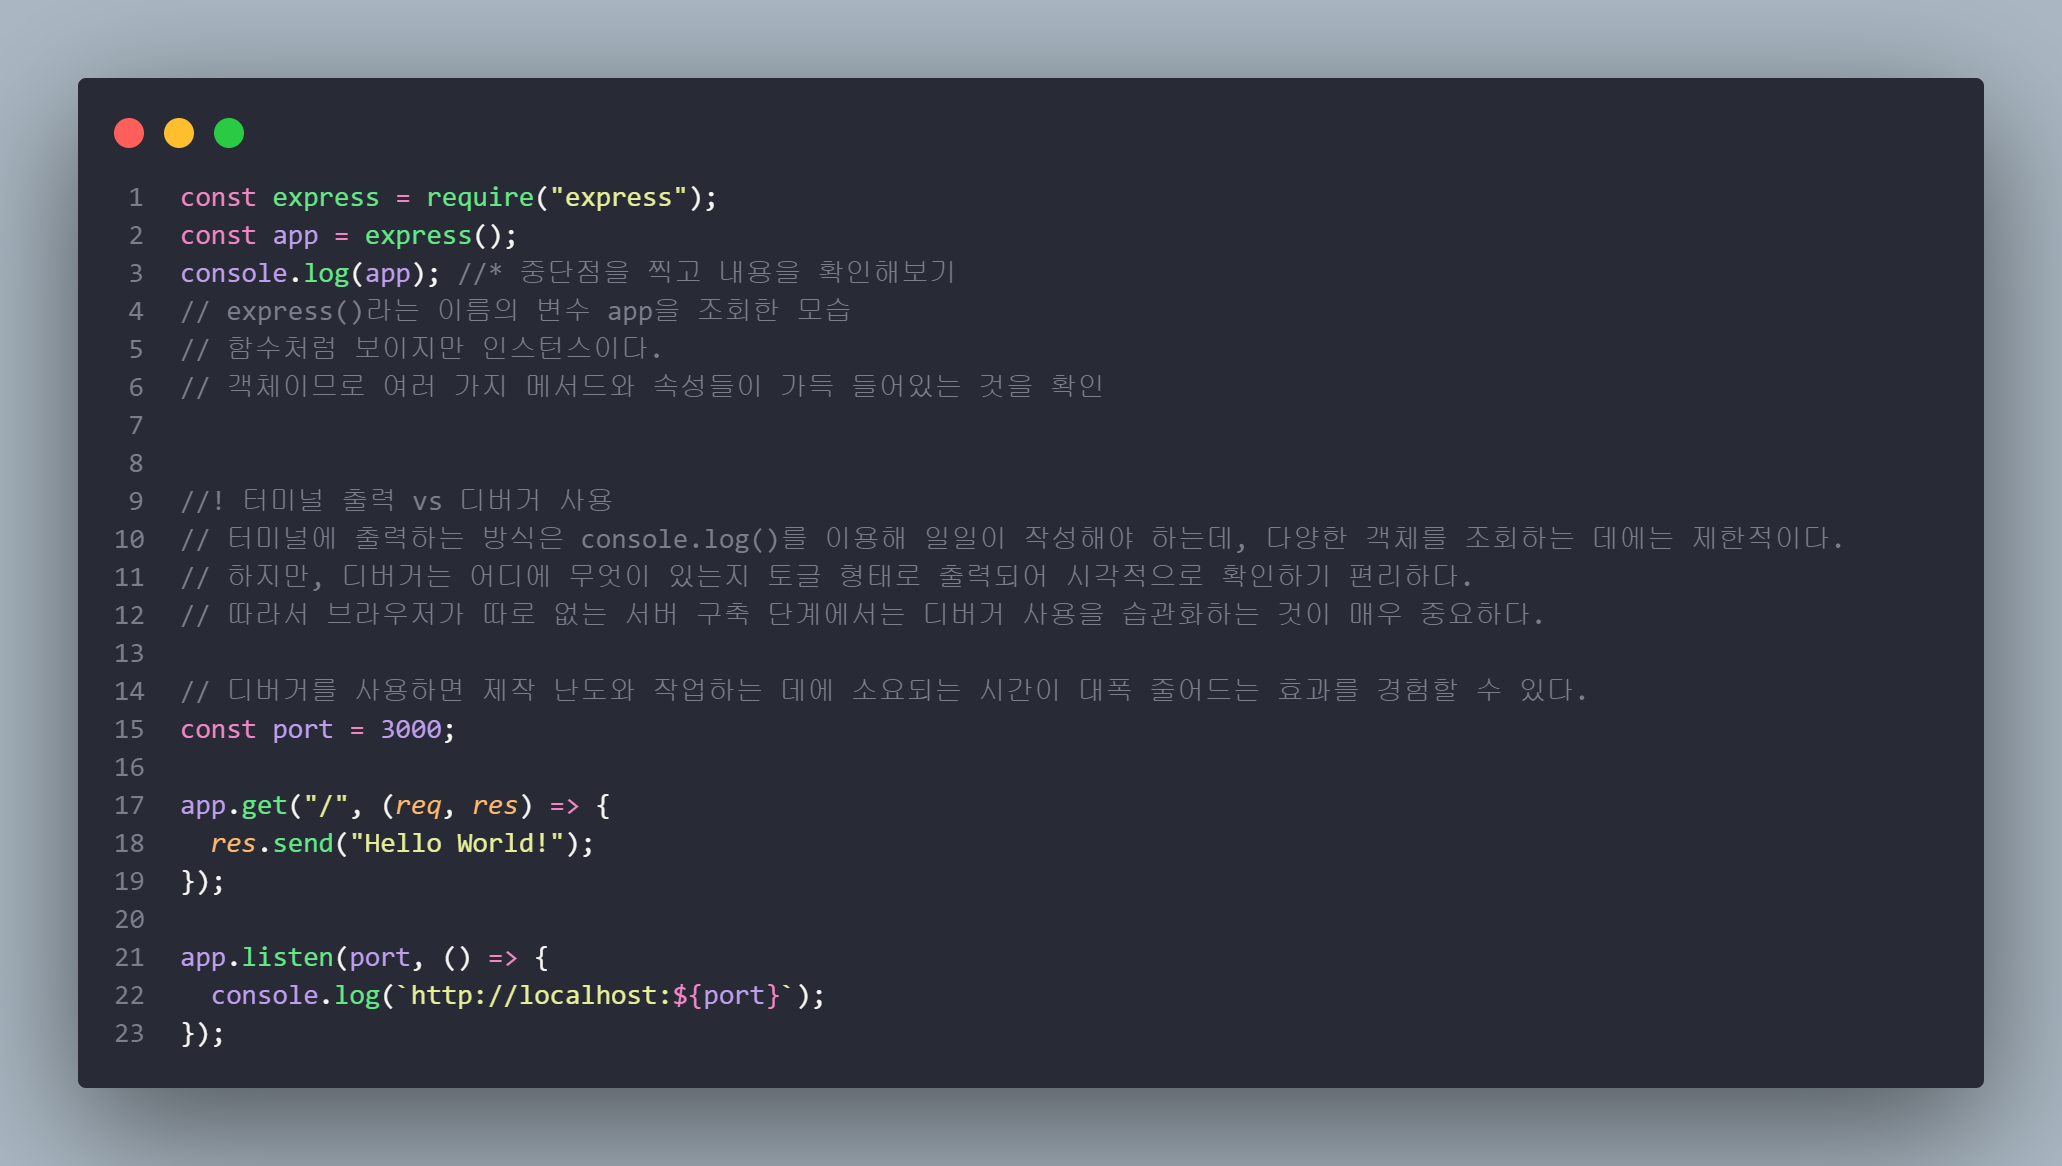 1 const express = require("express");
2 const app = express();
3 console.log(app); //* 중단점을 찍고 내용을 확인해보기
4 // express()라는 이름의 변수 app을 조회한 모습
5 // 함수처럼 보이지만 인스턴스이다.
6 // 객체이므로 여러 가지 메서드와 속성들이 가득 들어있는 것을 확인
7
8
9 //! 터미널 출력 vs 디버거 사용
10 // 터미널에 출력하는 방식은 console.log()를 이용해 일일이 작성해야 하는데, 다양한 객체를 조회하는 데에는 제한적이다.
11 // 하지만, 디버거는 어디에 무엇이 있는지 토글 형태로 출력되어 시각적으로 확인하기 편리하다.
12 // 따라서 브라우저가 따로 없는 서버 구축 단계에서는 디버거 사용을 습관화하는 것이 매우 중요하다.
13
14 // 디버거를 사용하면 제작 난도와 작업하는 데에 소요되는 시간이 대폭 줄어드는 효과를 경험할 수 있다.
15 const port = 3000;
16
17 app.get("/", (req, res) => {
18   res.send("Hello World!");
19 });
20
21 app.listen(port, () => {
22   console.log(`http://localhost:${port}`);
23 });